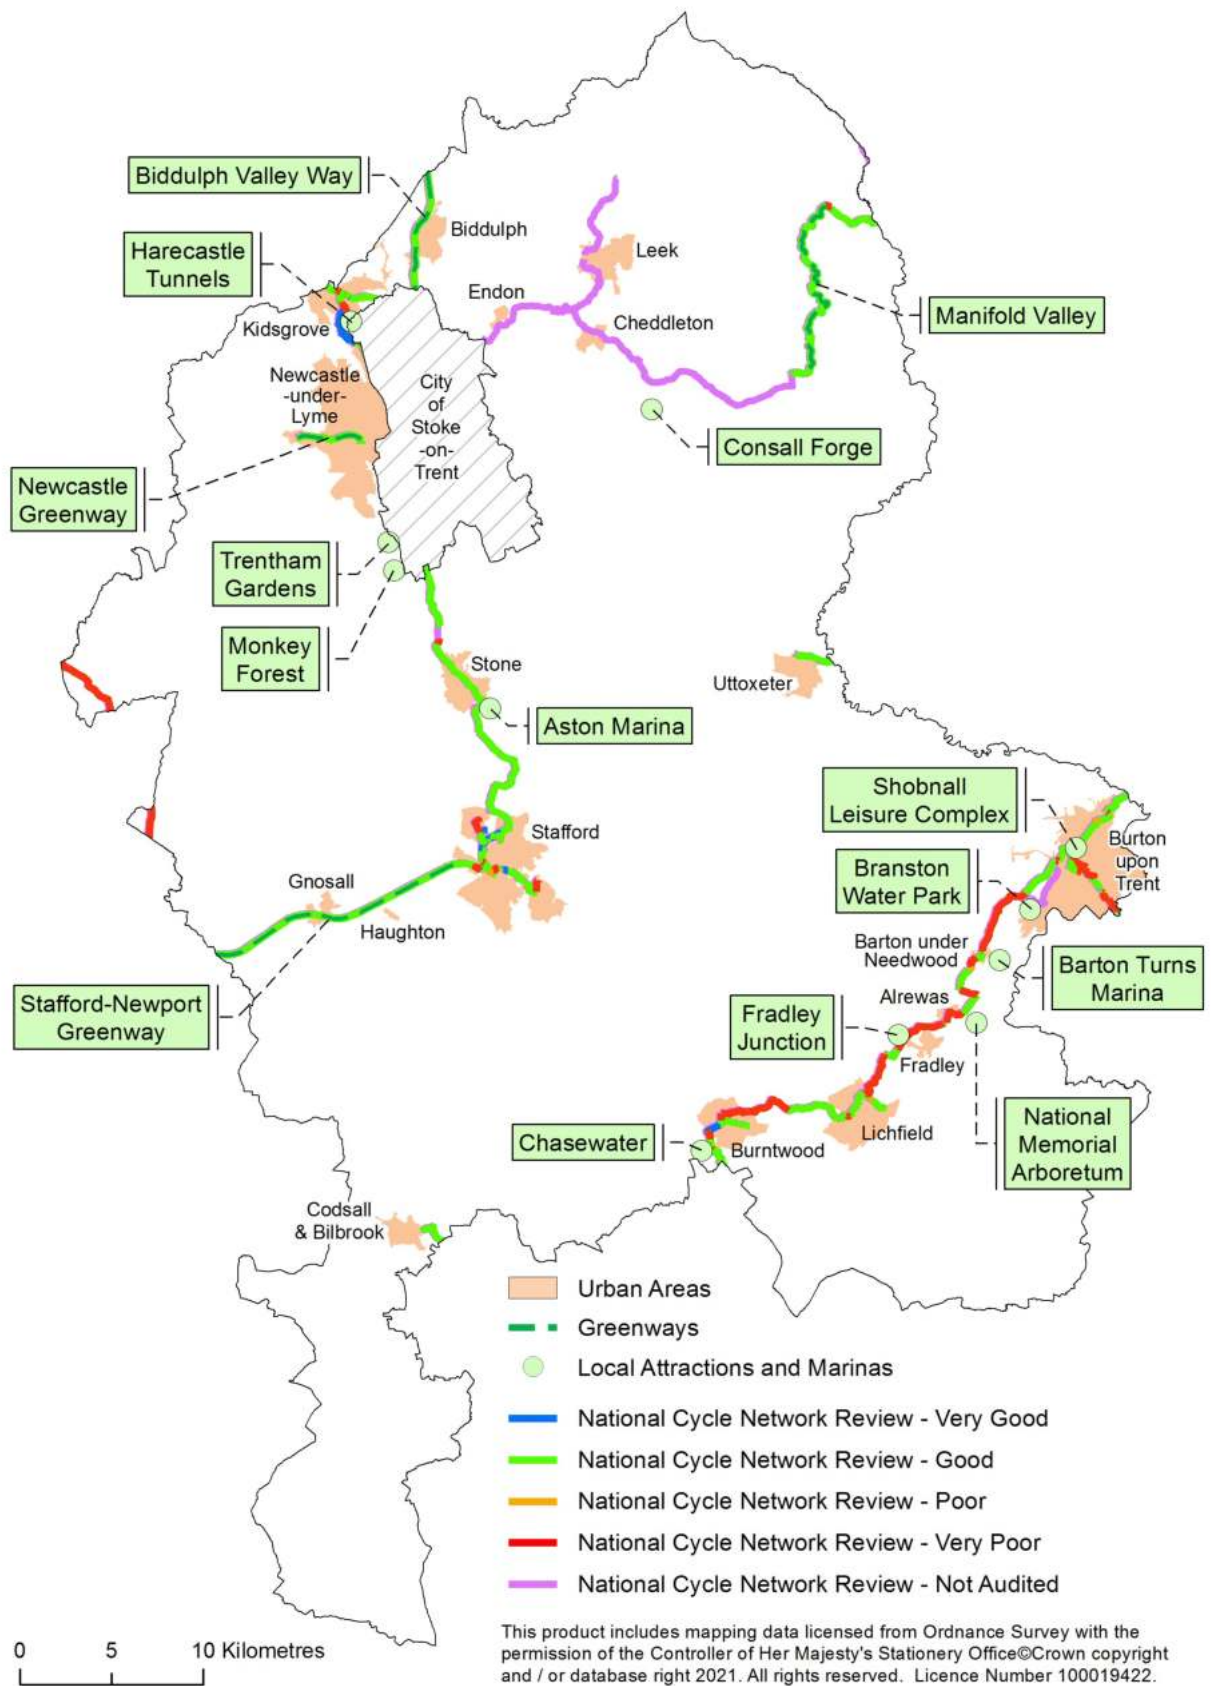 Biddulph Valley Way
Biddulph
Harecastle
Tunnels
Leek
Endon
Cheddleton
Manifold Valley
Kidsgrove
Newcastle
-under-
Lyme
City
of
Stoke
-on-
Trent
Consall Forge
Newcastle
Greenway
Trentham
Gardens
Monkey
Forest
Stone
Uttoxeter
Aston Marina
Shobnall
Leisure Complex
Stafford
Burton
upon
Trent
Branston
Water Park
Gnosall
Haughton
Barton under
Needwood
Barton Turns
Marina
Stafford-Newport
Greenway
Alrewas
Fradley
Junction
Fradley
National
Memorial
Arboretum
Lichfield
Chasewater
Burntwood
Codsall
& Bilbrook
Urban Areas
Greenways
Local Attractions and Marinas
National Cycle Network Review - Very Good
National Cycle Network Review - Good
National Cycle Network Review - Poor
National Cycle Network Review - Very Poor
National Cycle Network Review - Not Audited
0 5 10 Kilometres
This product includes mapping data licensed from Ordnance Survey with the
permission of the Controller of Her Majesty's Stationery Office©Crown copyright
and / or database right 2021. All rights reserved. Licence Number 100019422.